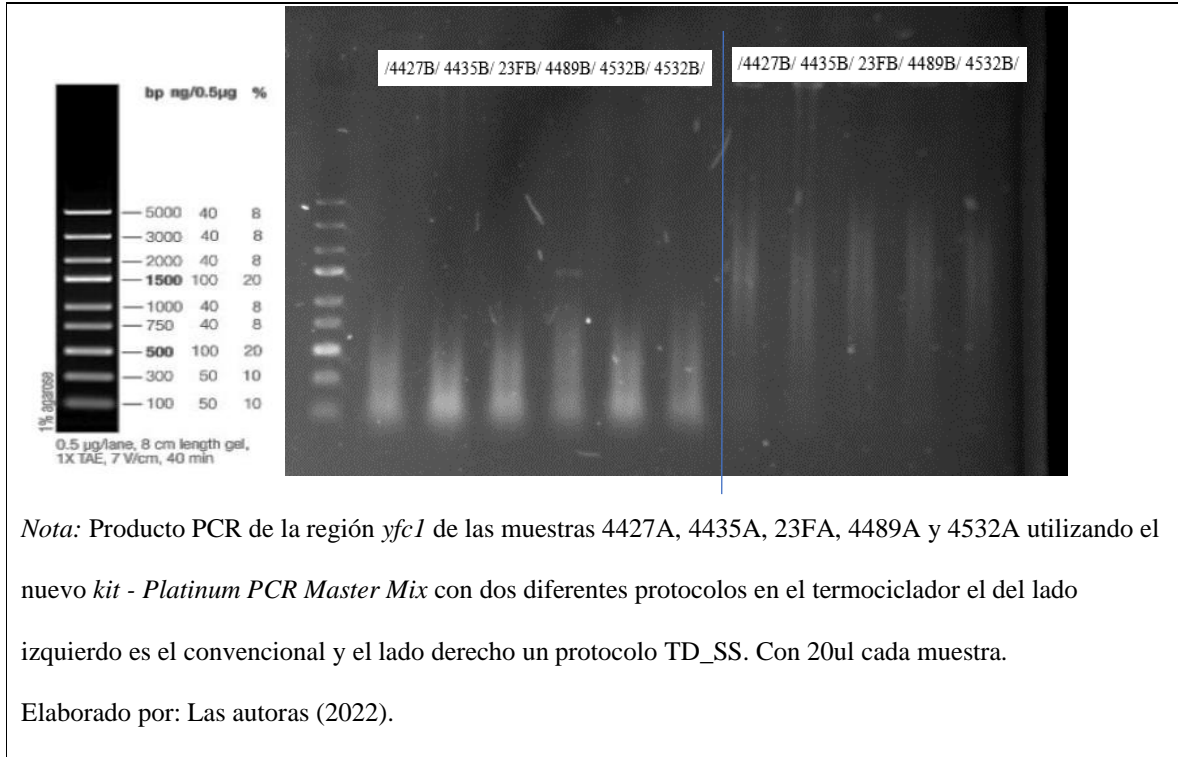 /4427B/ 4435B/ 23FB/ 4489B/ 4532B/ 4532B/
/4427B/ 4435B/ 23FB/ 4489B/ 4532B/
bp ng/0.5µg %
5000 40 8
3000 40 8
2000 40 8
1500 100 20
1000 40 8
750 40 8
500 100 20
300 50 10
100 50 10
1% agarose
0.5 µg/lane, 8 cm length gel,
1X TAE, 7 V/cm, 40 min
Nota: Producto PCR de la región yfc1 de las muestras 4427A, 4435A, 23FA, 4489A y 4532A utilizando el
nuevo kit - Platinum PCR Master Mix con dos diferentes protocolos en el termociclador el del lado
izquierdo es el convencional y el lado derecho un protocolo TD_SS. Con 20ul cada muestra.
Elaborado por: Las autoras (2022).